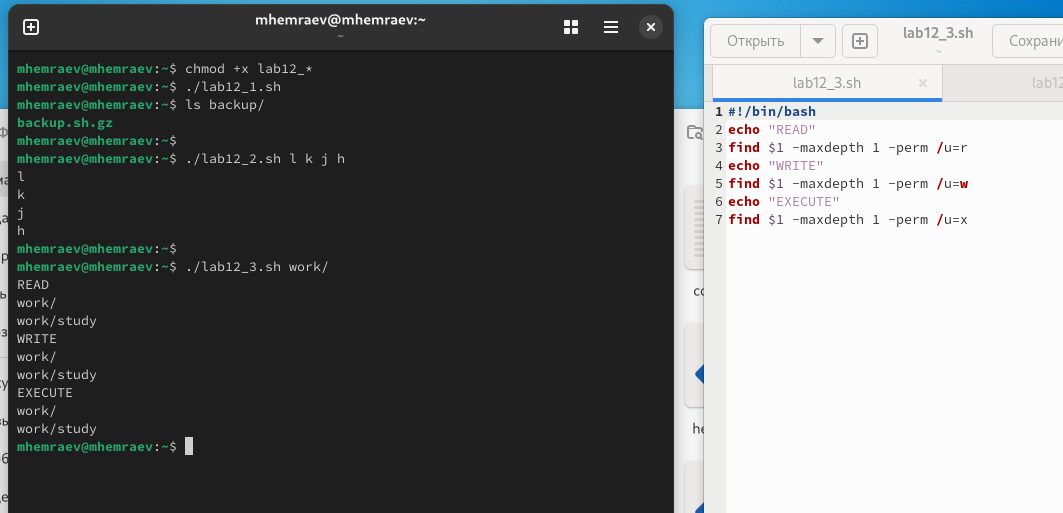 mhemraev@mhemraev:~
~
mhemraev@mhemraev:~$ chmod +x lab12_*
mhemraev@mhemraev:~$ ./lab12_1.sh
mhemraev@mhemraev:~$ ls backup/
backup.sh.gz
mhemraev@mhemraev:~$
mhemraev@mhemraev:~$ ./lab12_2.sh l k j h
l
k
j
h
mhemraev@mhemraev:~$
mhemraev@mhemraev:~$ ./lab12_3.sh work/
READ
work/
work/study
WRITE
work/
work/study
EXECUTE
work/
work/study
mhemraev@mhemraev:~$
Открыть
lab12_3.sh
~
Сохрани
lab12_3.sh
lab12
1 #!/bin/bash
2 echo "READ"
3 find $1 -maxdepth 1 -perm /u=r
4 echo "WRITE"
5 find $1 -maxdepth 1 -perm /u=w
6 echo "EXECUTE"
7 find $1 -maxdepth 1 -perm /u=x